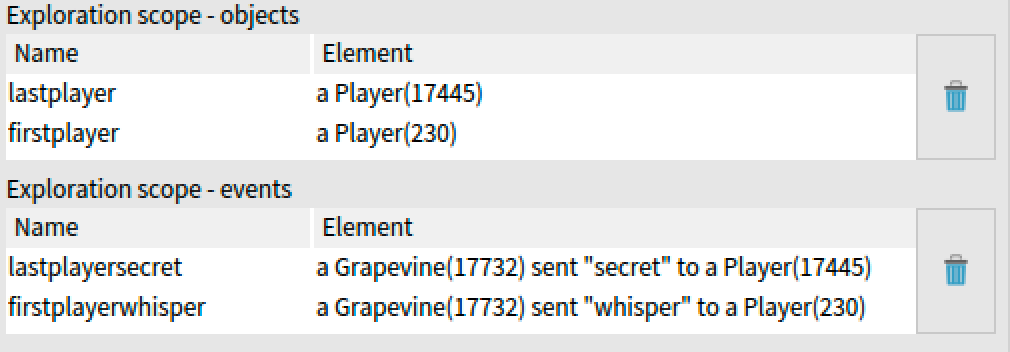 Exploration scope - objects
Name Element
lastplayer a Player(17445)
firstplayer a Player(230)
Exploration scope - events
Name Element
lastplayersecret a Grapevine(17732) sent "secret" to a Player(17445)
firstplayerwhisper a Grapevine(17732) sent "whisper" to a Player(230)